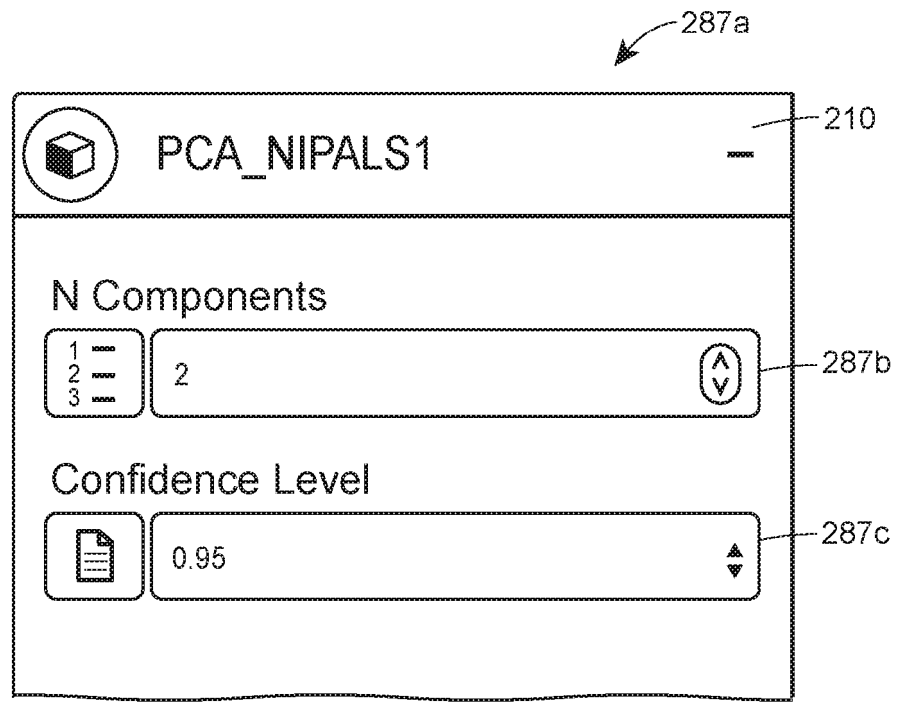 287a
210
PCA_NIPALS1
N Components
1
2
3
2
287b
Confidence Level
0.95
287c